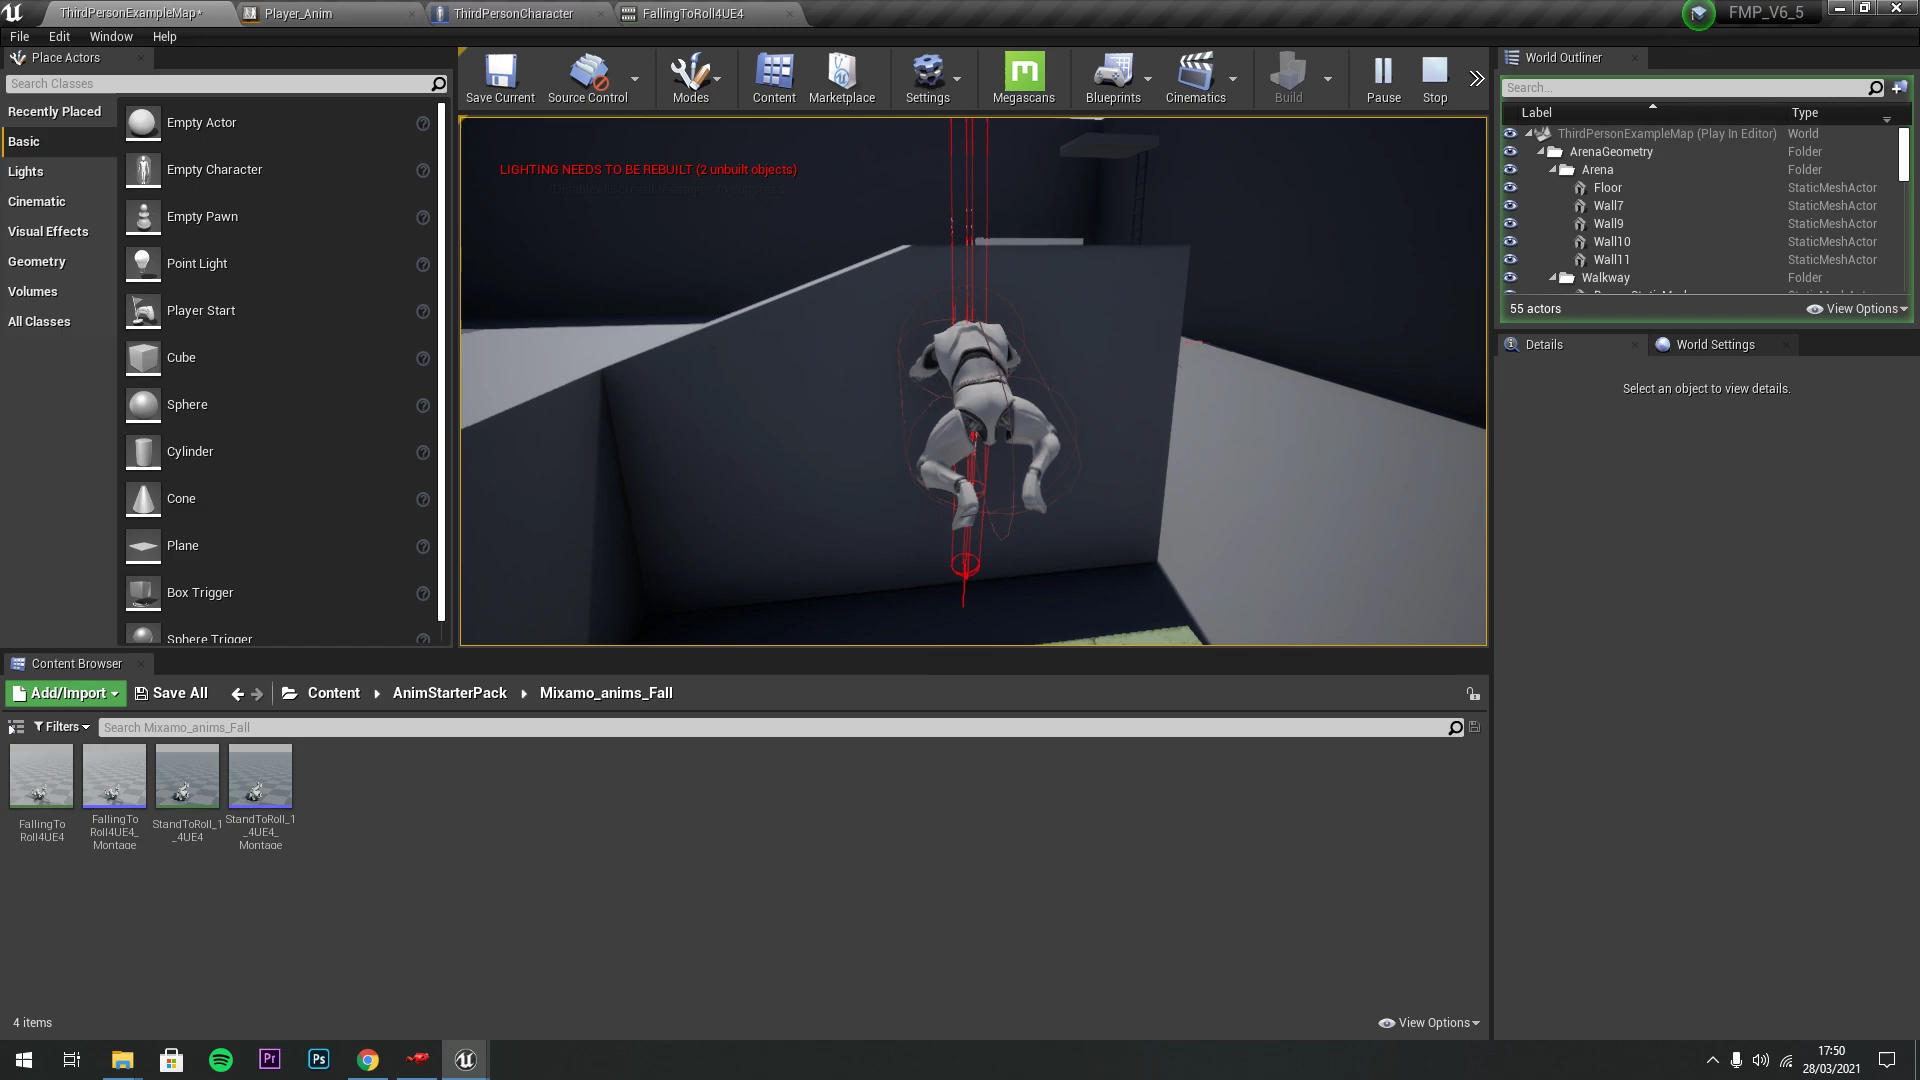 ThirdPersonExampleMap*
Player_Anim
ThirdPersonCharacter
FallingToRoll4UE4
FMP_V6_5
File
Edit
Window
Help
Place Actors
Search Classes
Recently Placed
Basic
Lights
Cinematic
Visual Effects
Geometry
Volumes
All Classes
Empty Actor
Empty Character
Empty Pawn
Point Light
Player Start
Cube
Sphere
Cylinder
Cone
Plane
Box Trigger
Sphere Trigger
Save Current
Source Control
Modes
Content
Marketplace
Settings
Megascans
Blueprints
Cinematics
Build
Pause
Stop
LIGHTING NEEDS TO BE REBUILT (2 unbuilt objects)
World Outliner
Search...
Label
Type
ThirdPersonExampleMap (Play In Editor)
World
ArenaGeometry
Folder
Arena
Folder
Floor
StaticMeshActor
Wall7
StaticMeshActor
Wall9
StaticMeshActor
Wall10
StaticMeshActor
Wall11
StaticMeshActor
Walkway
Folder
55 actors
View Options
Details
World Settings
Select an object to view details.
Content Browser
Add/Import
Save All
Content
AnimStarterPack
Mixamo_anims_Fall
Filters
Search Mixamo_anims_Fall
FallingTo
Roll4UE4
FallingTo
Roll4UE4_
Montage
StandToRoll_1
_4UE4
StandToRoll_1
_4UE4_
Montage
4 items
View Options
Pr
Ps
17:50
28/03/2021